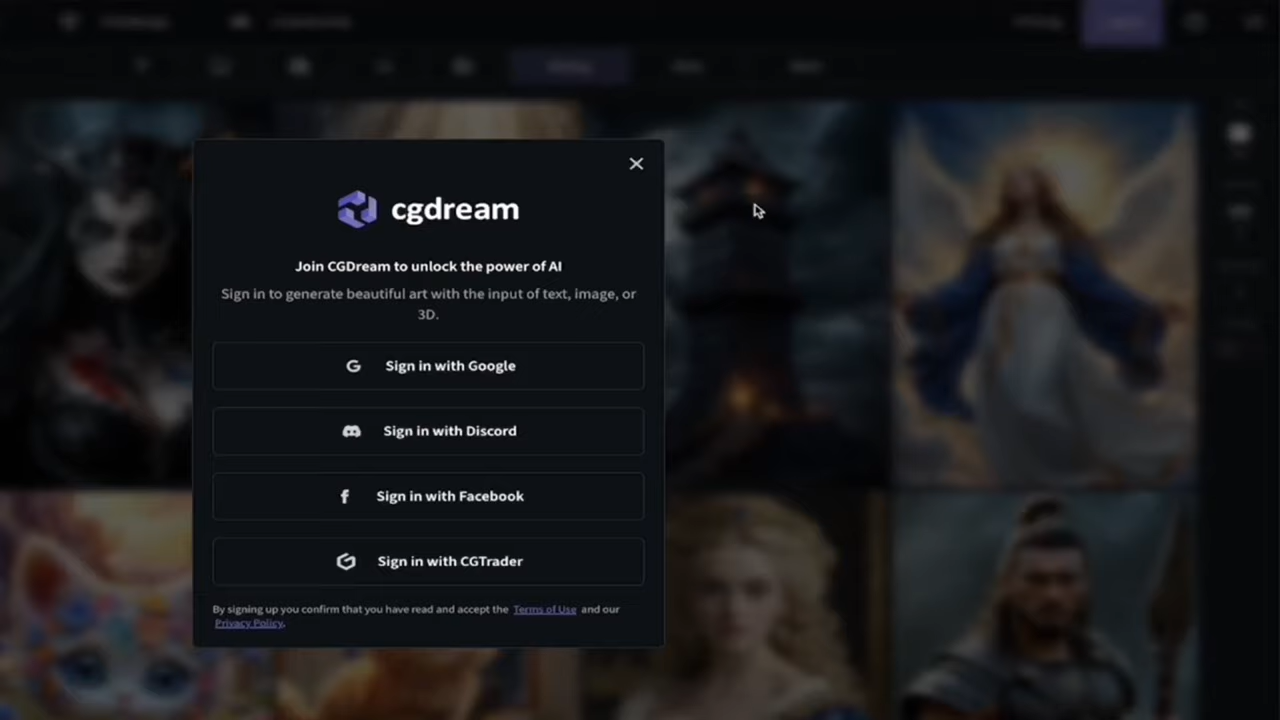 cgdream
Join CGDream to unlock the power of AI
Sign in to generate beautiful art with the input of text, image, or
3D.
Sign in with Google
Sign in with Discord
Sign in with Facebook
Sign in with CGTrader
By signing up you confirm that you have read and accept the Terms of Use and our
Privacy Policy.